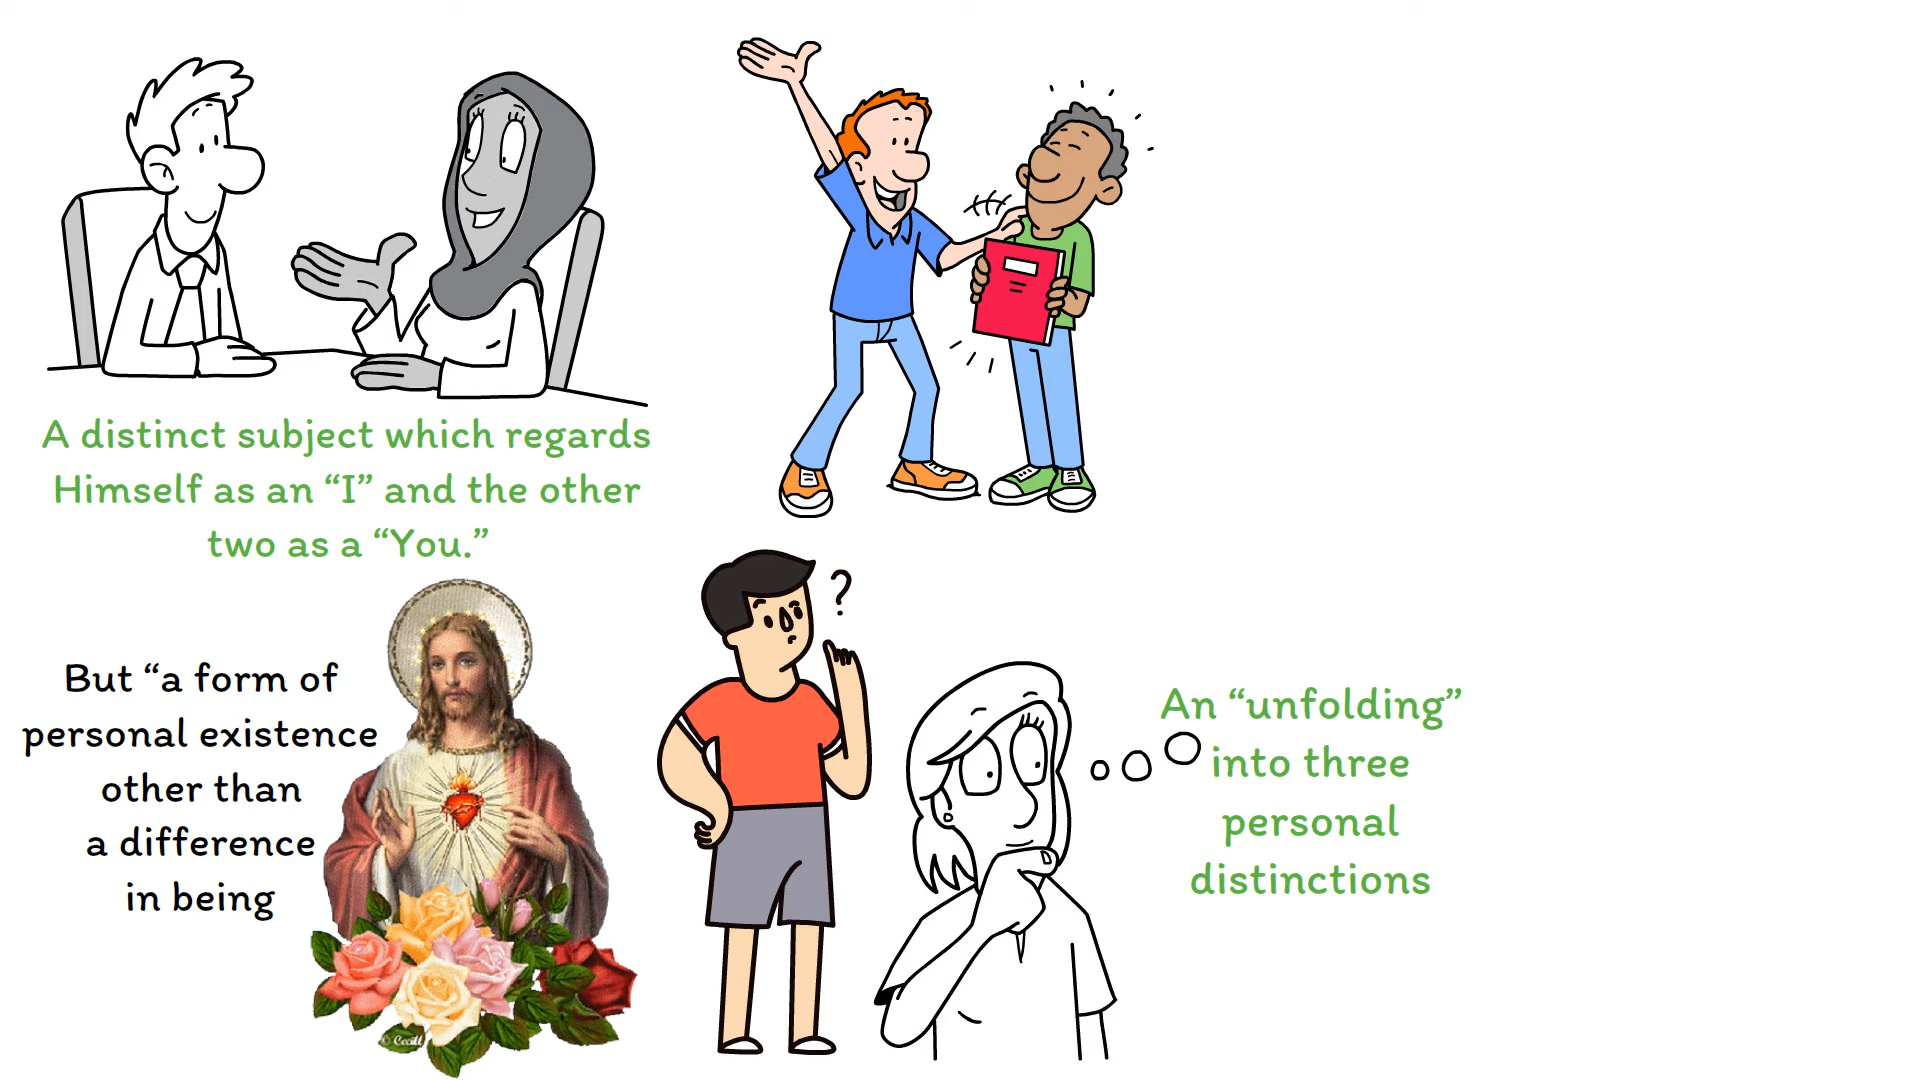 A distinct subject which regards
Himself as an “I” and the other
two as a “You.”
But “a form of
personal existence
other than
a difference
in being
?
An “unfolding”
into three
personal
distinctions
© Cecill